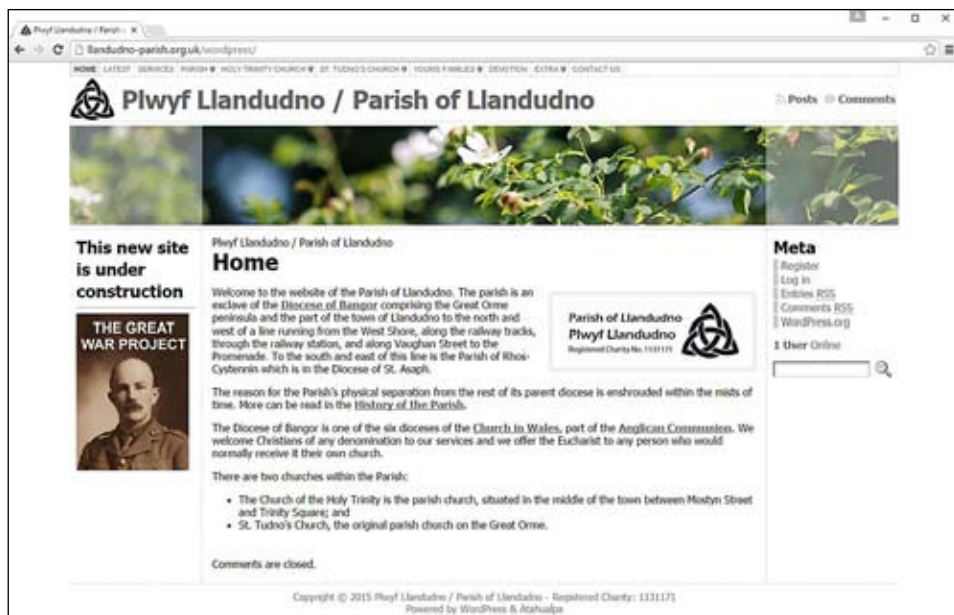 Plwyf Llandudno / Parish
llandudno-parish.org.uk/wordpress/
HOME LATEST SERVICES PARISH HOLY TRINITY CHURCH ST. TUDNO'S CHURCH YOUNG FAMILIES DEVOTION EXTRA CONTACT US
Plwyf Llandudno / Parish of Llandudno
Posts Comments
This new site
is under
construction
THE GREAT
WAR PROJECT
Plwyf Llandudno / Parish of Llandudno
Home
Welcome to the website of the Parish of Llandudno. The parish is an
exclave of the Diocese of Bangor comprising the Great Orme
peninsula and the part of the town of Llandudno to the north and
west of a line running from the West Shore, along the railway tracks,
through the railway station, and along Vaughan Street to the
Promenade. To the south and east of this line is the Parish of Rhos-
Cystennin which is in the Diocese of St. Asaph.
Parish of Llandudno
Plwyf Llandudno
Registered Charity No. 1131171
The reason for the Parish's physical separation from the rest of its parent diocese is enshrouded within the mists of
time. More can be read in the History of the Parish.
The Diocese of Bangor is one of the six dioceses of the Church in Wales, part of the Anglican Communion. We
welcome Christians of any denomination to our services and we offer the Eucharist to any person who would
normally receive it their own church.
There are two churches within the Parish:
• The Church of the Holy Trinity is the parish church, situated in the middle of the town between Mostyn Street
and Trinity Square; and
• St. Tudno's Church, the original parish church on the Great Orme.
Comments are closed.
Meta
Register
Log in
Entries RSS
Comments RSS
WordPress.org
1 User Online
Copyright © 2015 Plwyf Llandudno / Parish of Llandudno - Registered Charity: 1131171
Powered by WordPress & Atahualpa